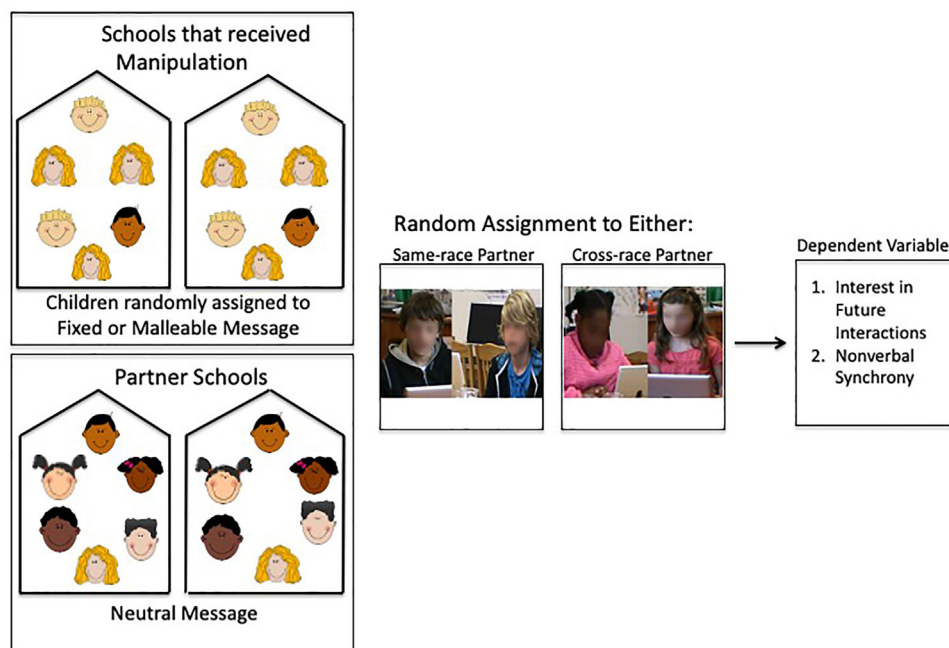 Schools that received
Manipulation
Children randomly assigned to
Fixed or Malleable Message
Partner Schools
Neutral Message
Random Assignment to Either:
Same-race Partner
Cross-race Partner
Dependent Variable
1. Interest in
Future
Interactions
2. Nonverbal
Synchrony